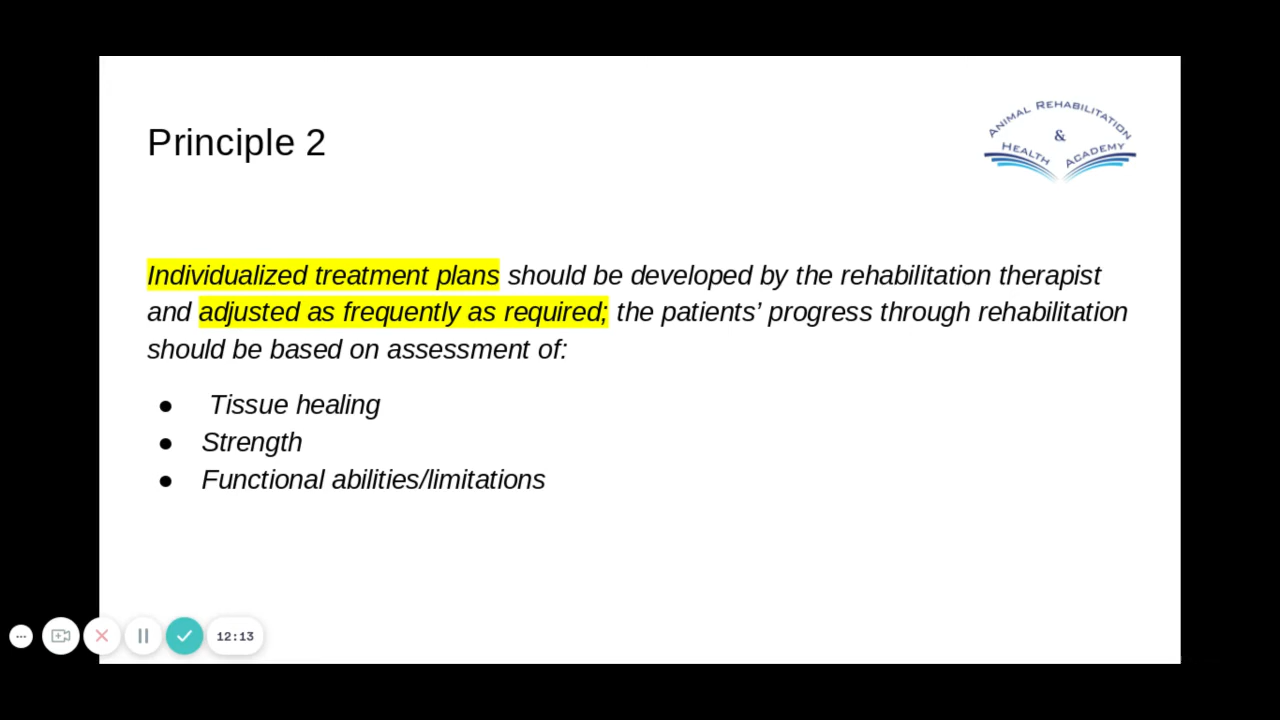 Principle 2
ANIMAL REHABILITATION
&
HEALTH ACADEMY
Individualized treatment plans should be developed by the rehabilitation therapist
and adjusted as frequently as required; the patients’ progress through rehabilitation
should be based on assessment of:
● Tissue healing
● Strength
● Functional abilities/limitations
12:13